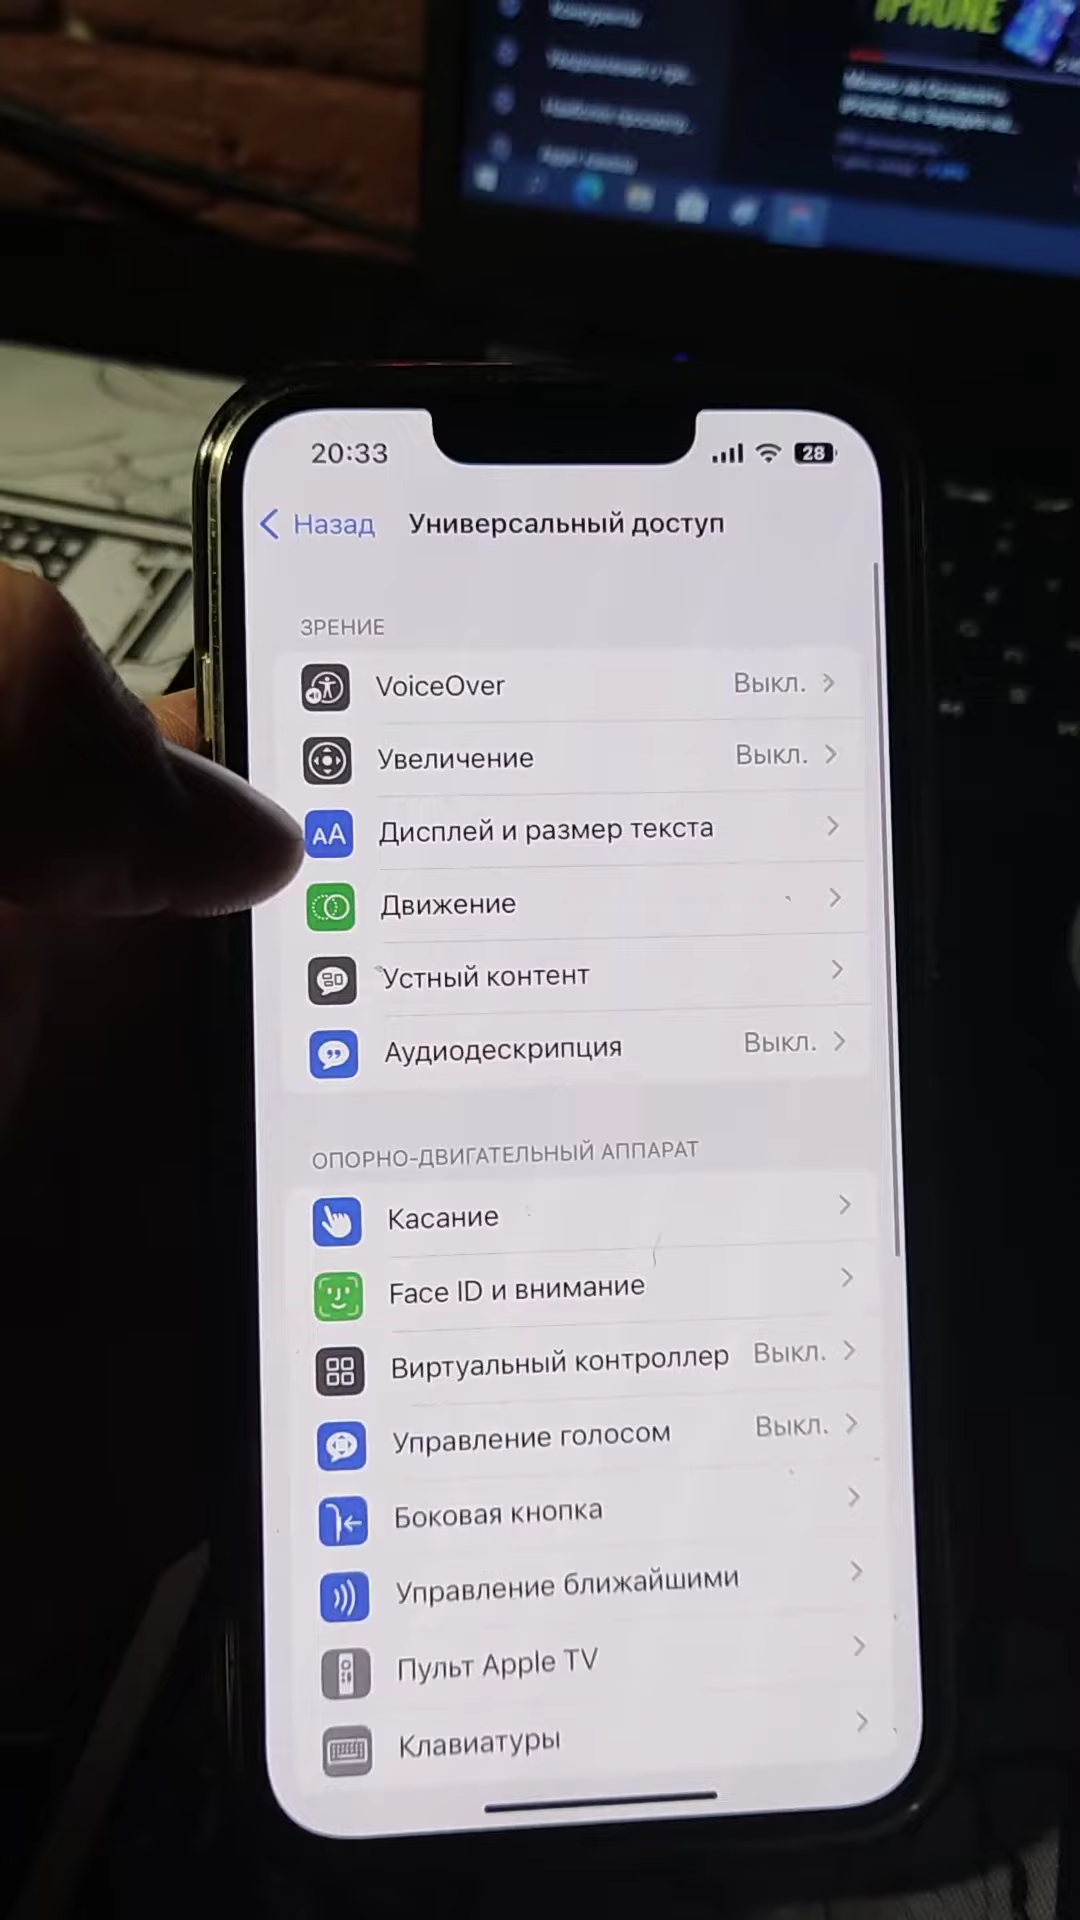 IPHONE
20:33
28
Назад Универсальный доступ
ЗРЕНИЕ
VoiceOver Выкл.
Увеличение Выкл.
AA Дисплей и размер текста
Движение
Устный контент
Аудиодескрипция Выкл.
ОПОРНО-ДВИГАТЕЛЬНЫЙ АППАРАТ
Касание
Face ID и внимание
Виртуальный контроллер Выкл.
Управление голосом Выкл.
Боковая кнопка
Управление ближайшими
Пульт Apple TV
Клавиатуры